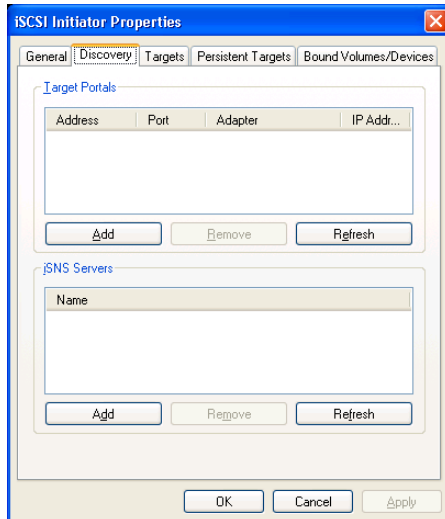 iSCSI Initiator Properties
General Discovery Targets Persistent Targets Bound Volumes/Devices
Target Portals
Address Port Adapter IP Addr...
Add Remove Refresh
iSNS Servers
Name
Add Remove Refresh
OK Cancel Apply